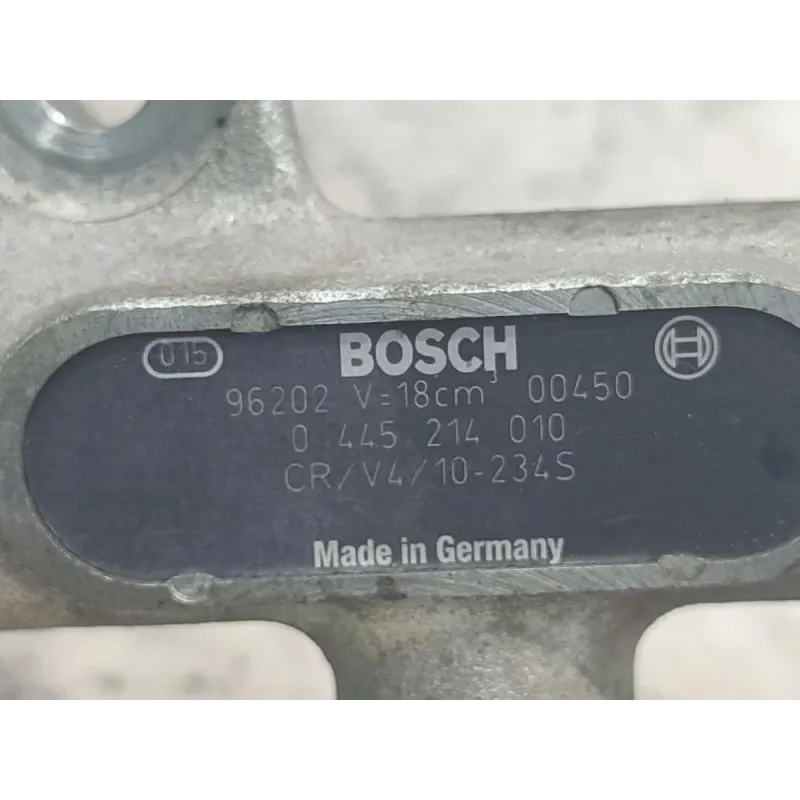 015 BOSCH
96202 V=18cm³ 00450
0 445 214 010
CR/V4/10-234S
Made in Germany